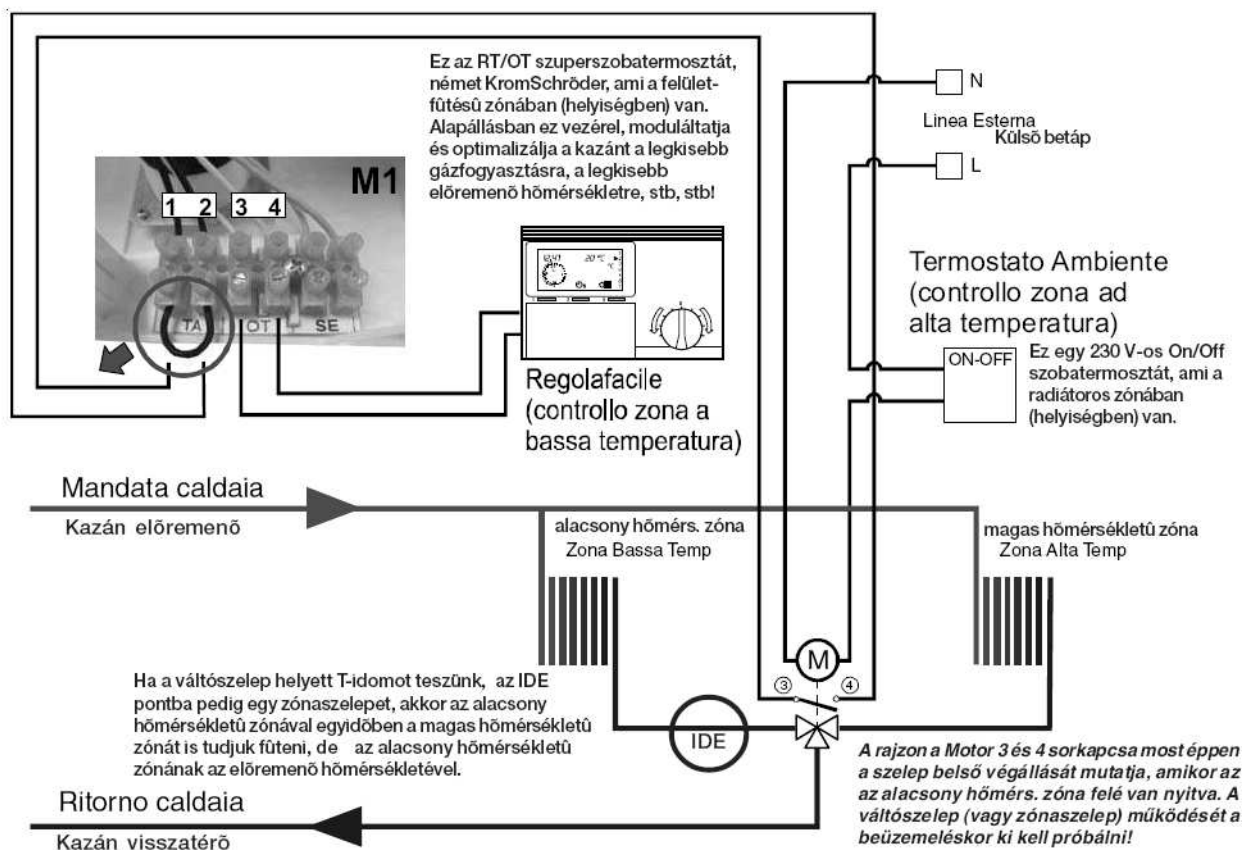 Ez az RT/OT szuperszobatermosztát,
német KromSchröder, ami a felület-
fûtésû zónában (helyiségben) van.
Alapállásban ez vezérel, moduláltatja
és optimalizálja a kazánt a legkisebb
gázfogyasztásra, a legkisebb
elõremenõ hõmérsékletre, stb, stb!
N
Linea Esterna
Külsõ betáp
L
M1
1 2 3 4
TA OT SE
12:41 20 °C
Regolafacile
(controllo zona a
bassa temperatura)
Termostato Ambiente
(controllo zona ad
alta temperatura)
ON-OFF
Ez egy 230 V-os On/Off
szobatermosztát, ami a
radiátoros zónában
(helyiségben) van.
Mandata caldaia
Kazán elõremenõ
alacsony hõmérs. zóna
Zona Bassa Temp
magas hõmérsékletû zóna
Zona Alta Temp
M
3 4
IDE
Ha a váltószelep helyett T-idomot teszünk, az IDE
pontba pedig egy zónaszelepet, akkor az alacsony
hõmérsékletû zónával egyidõben a magas hõmérsékletû
zónát is tudjuk fûteni, de az alacsony hõmérsékletû
zónának az elõremenõ hõmérsékletével.
A rajzon a Motor 3 és 4 sorkapcsa most éppen
a szelep belső végállását mutatja, amikor az
az alacsony hőmérs. zóna felé van nyitva. A
váltószelep (vagy zónaszelep) működését a
beüzemeléskor ki kell próbálni!
Ritorno caldaia
Kazán visszatérõ